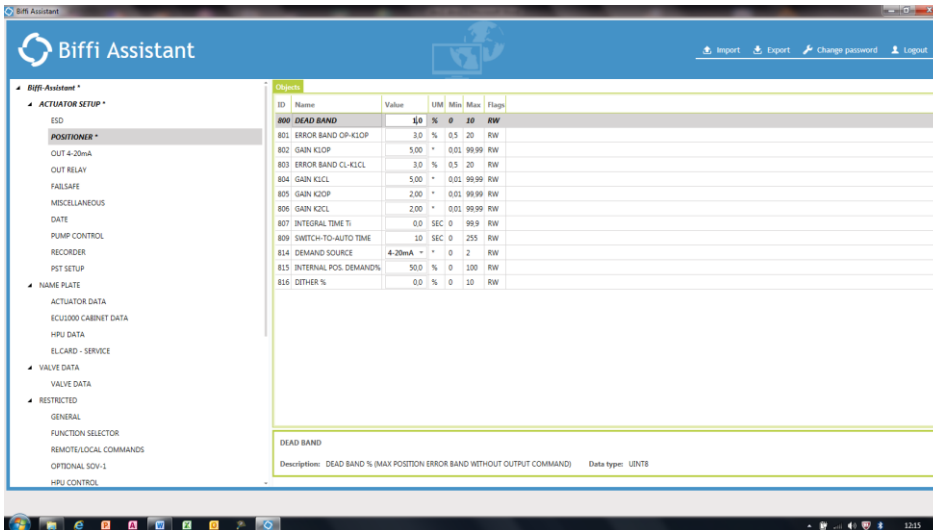 Biffi Assistant
Biffi Assistant
Import Export Change password Logout
Biffi-Assistant *
ACTUATOR SETUP *
ESD
POSITIONER *
OUT 4-20mA
OUT RELAY
FAILSAFE
MISCELLANEOUS
DATE
PUMP CONTROL
RECORDER
PST SETUP
NAME PLATE
ACTUATOR DATA
ECU1000 CABINET DATA
HPU DATA
EL.CARD - SERVICE
VALVE DATA
VALVE DATA
RESTRICTED
GENERAL
FUNCTION SELECTOR
REMOTE/LOCAL COMMANDS
OPTIONAL SOV-1
HPU CONTROL
Objects
ID Name Value UM Min Max Flags
800 DEAD BAND 1,0 % 0 10 RW
801 ERROR BAND OP-K1OP 3,0 % 0,5 20 RW
802 GAIN K1OP 5,00 * 0,01 99,99 RW
803 ERROR BAND CL-K1CL 3,0 % 0,5 20 RW
804 GAIN K1CL 5,00 * 0,01 99,99 RW
805 GAIN K2OP 2,00 * 0,01 99,99 RW
806 GAIN K2CL 2,00 * 0,01 99,99 RW
807 INTEGRAL TIME Ti 0,0 SEC 0 99,9 RW
809 SWITCH-TO-AUTO TIME 10 SEC 0 255 RW
814 DEMAND SOURCE 4-20mA * 0 2 RW
815 INTERNAL POS. DEMAND% 50,0 % 0 100 RW
816 DITHER % 0,0 % 0 10 RW
DEAD BAND
Description: DEAD BAND % (MAX POSITION ERROR BAND WITHOUT OUTPUT COMMAND) Data type: UINT8
12:15